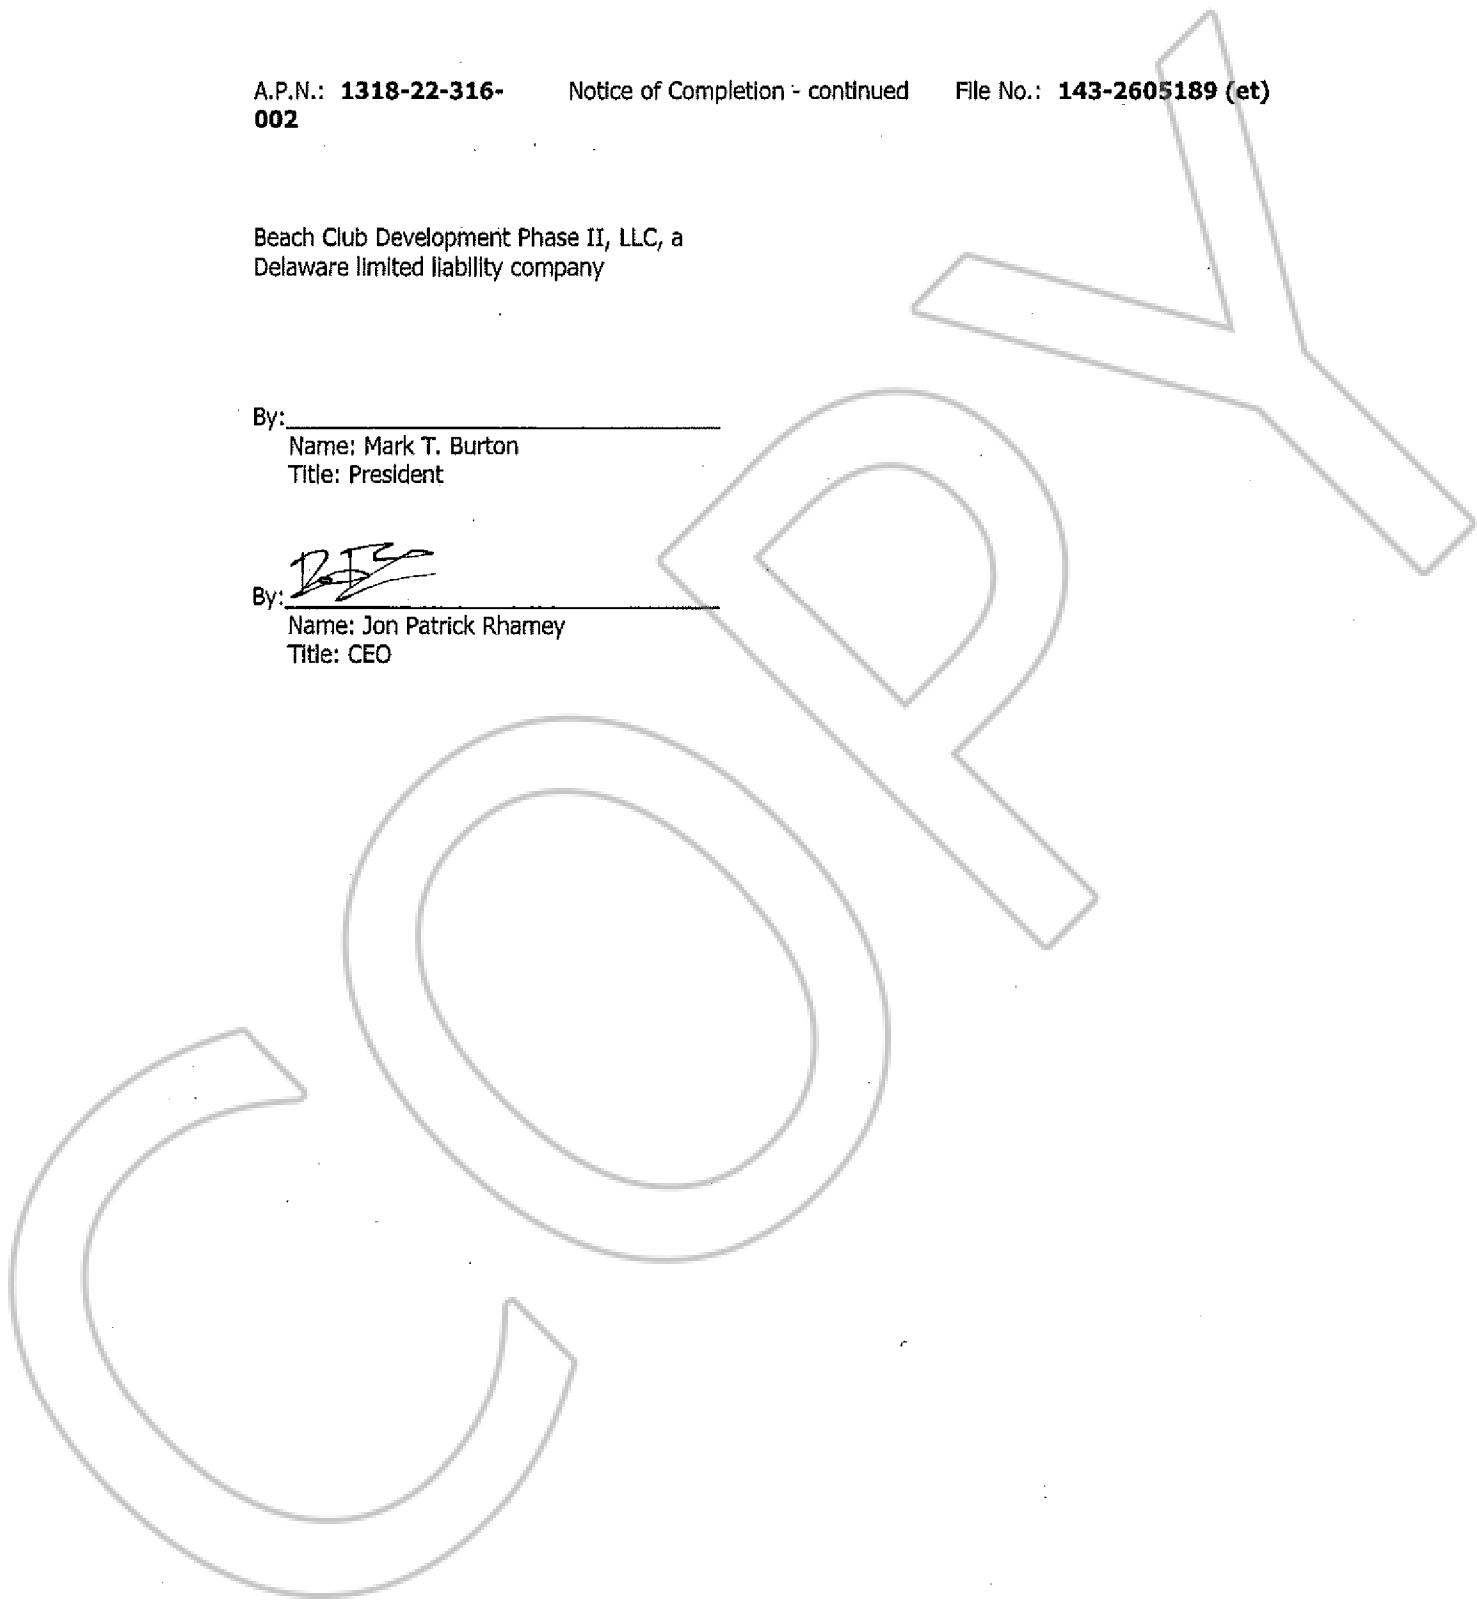 A.P.N.: 1318-22-316- Notice of Completion - continued File No.: 143-2605189 (et)
002
Beach Club Development Phase II, LLC, a
Delaware limited liability company
By:
Name: Mark T. Burton
Title: President
By:
Name: Jon Patrick Rhamey
Title: CEO
COPY